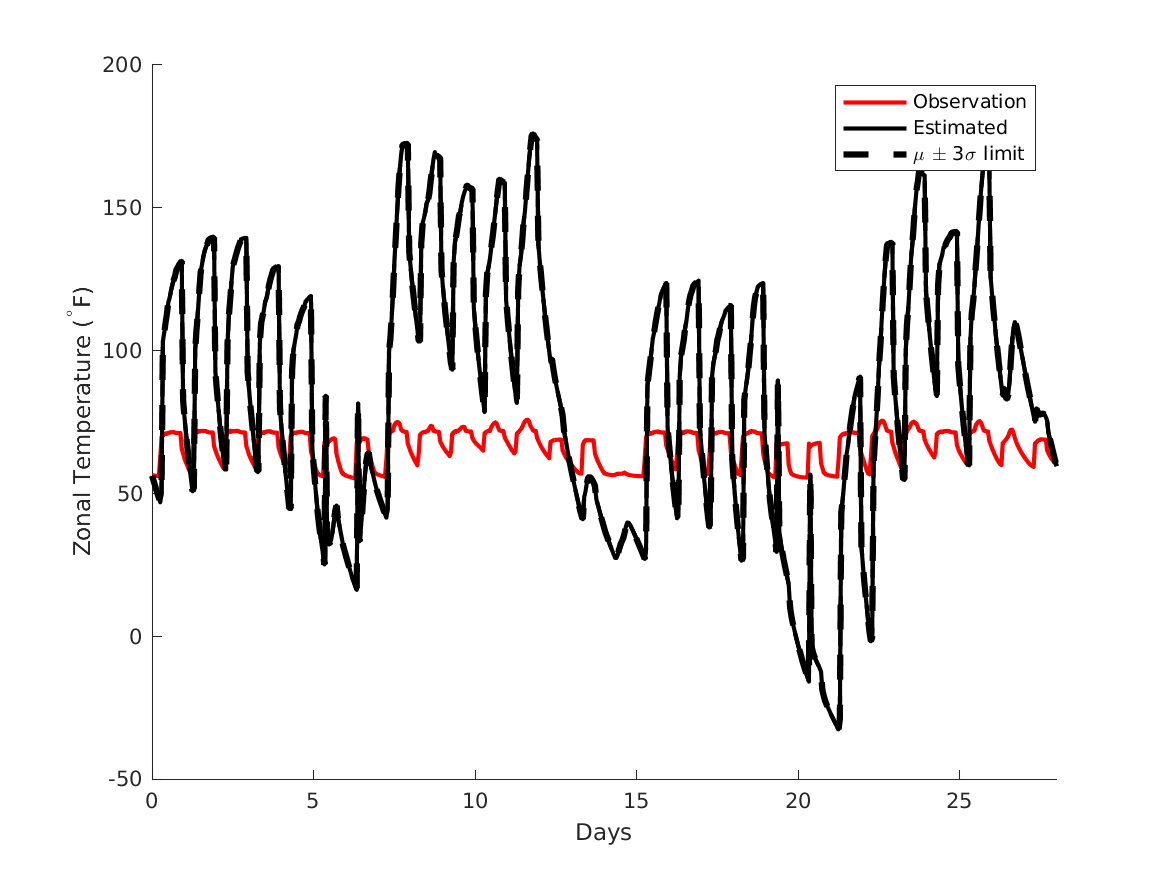 200
150
100
50
0
-50
0 5 10 15 20 25
Zonal Temperature (°F)
Days
Observation
Estimated
μ ± 3σ limit